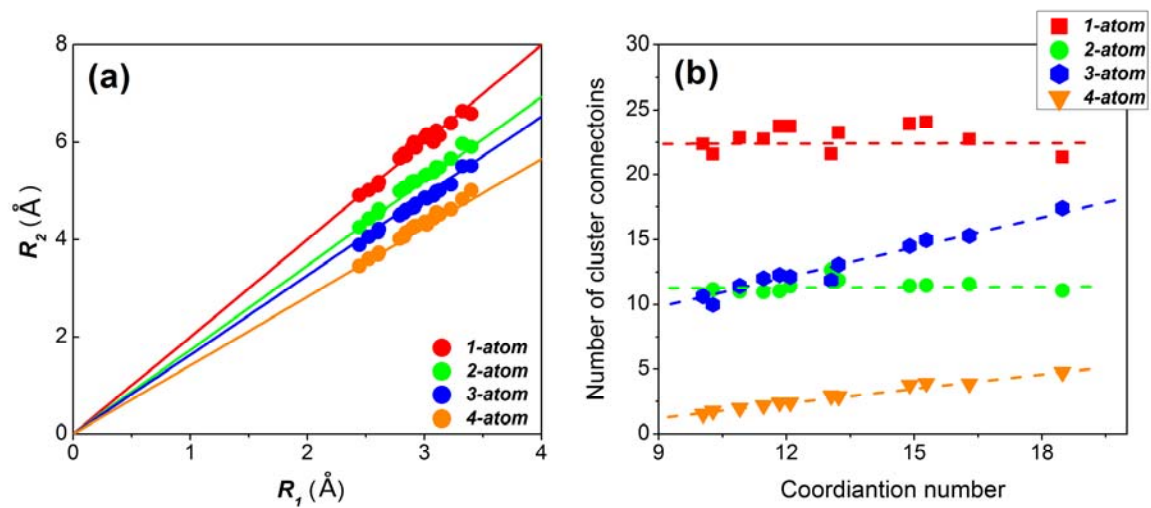 (a)
8
6
4
2
0
R₂ (Å)
0 1 2 3 4
R₁ (Å)
1-atom
2-atom
3-atom
4-atom
(b)
30
25
20
15
10
5
0
Number of cluster connectoins
9 12 15 18
Coordiantion number
1-atom
2-atom
3-atom
4-atom